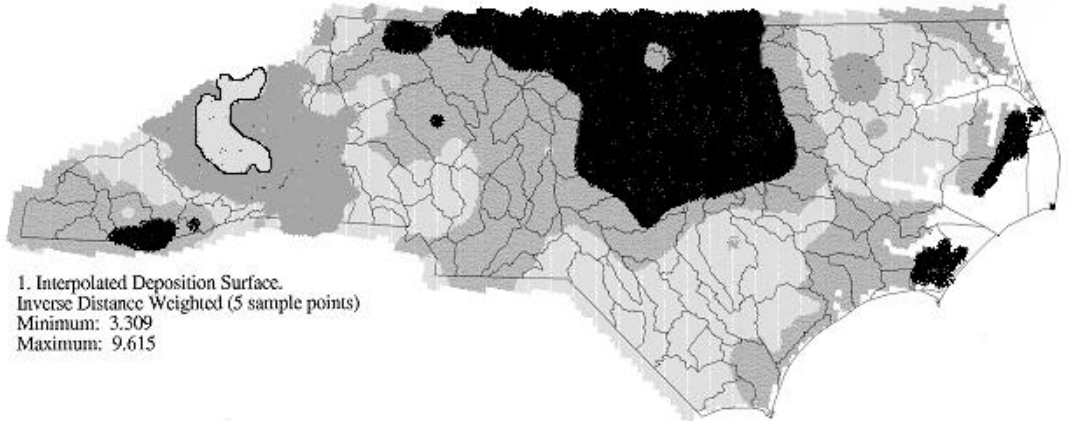 1. Interpolated Deposition Surface.
Inverse Distance Weighted (5 sample points)
Minimum: 3.309
Maximum: 9.615